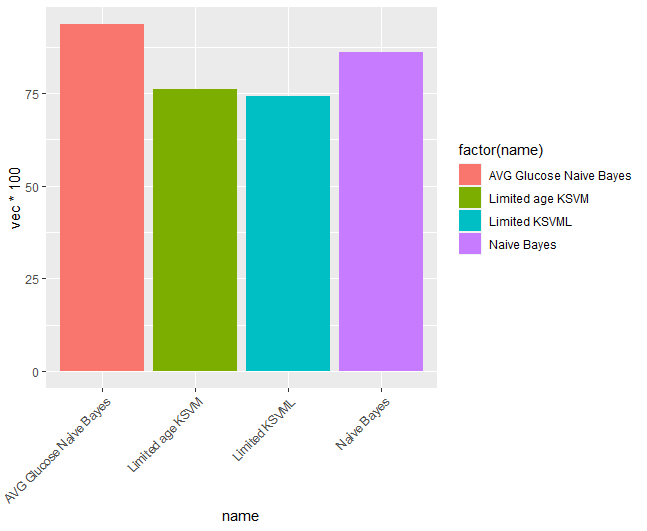 vec * 100
75
50
25
0
AVG Glucose Naive Bayes
Limited age KSVM
Limited KSVML
Naive Bayes
name
factor(name)
AVG Glucose Naive Bayes
Limited age KSVM
Limited KSVML
Naive Bayes